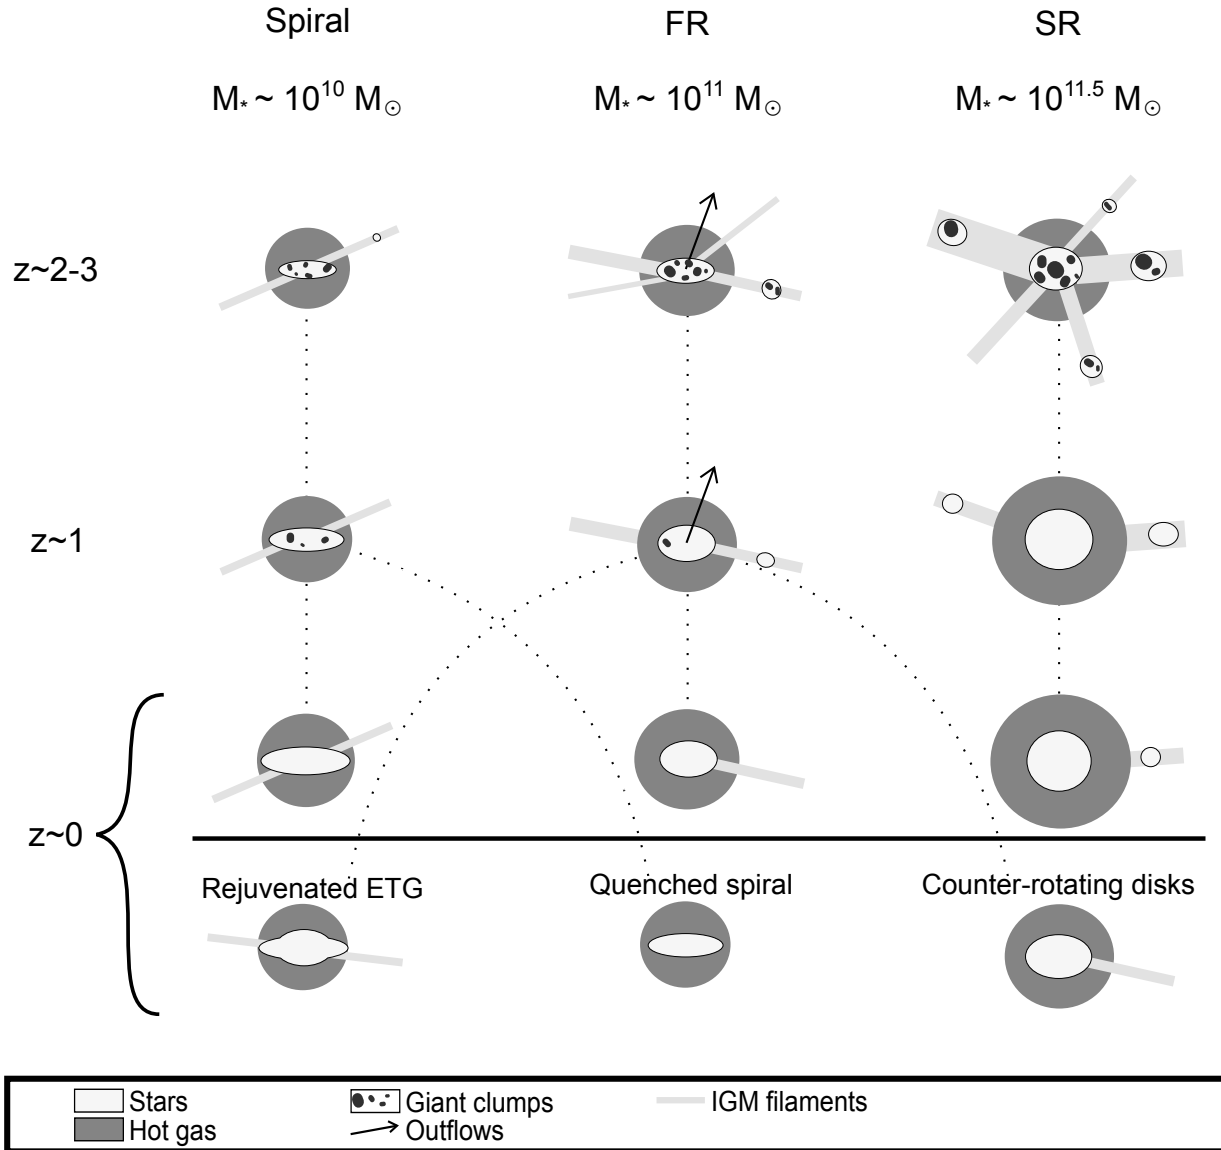 Spiral FR SR
M* ~ 10^10 M☉ M* ~ 10^11 M☉ M* ~ 10^11.5 M☉
z~2-3
z~1
z~0
Rejuvenated ETG Quenched spiral Counter-rotating disks
Stars Giant clumps IGM filaments
Hot gas Outflows